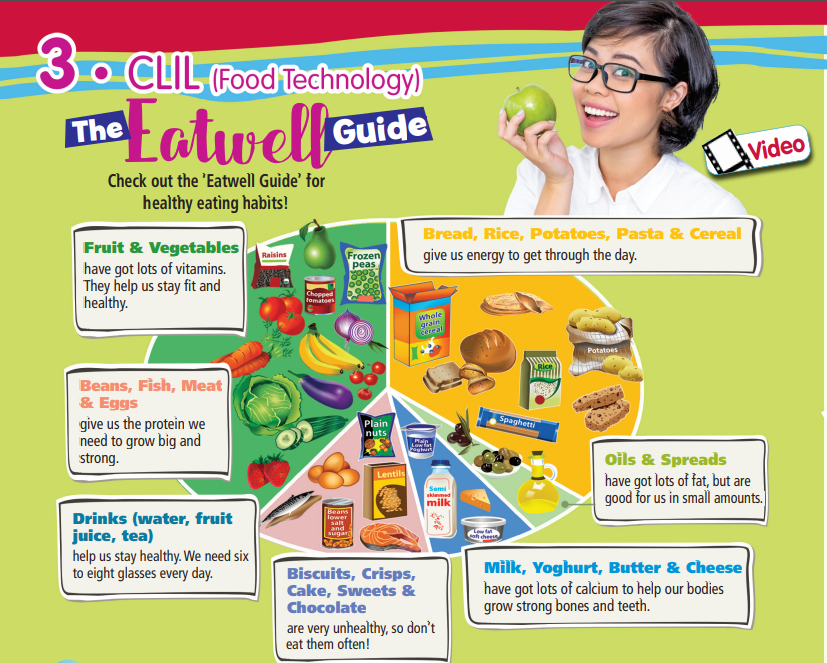 3 • CLIL (Food Technology)
The Eatwell Guide
Check out the 'Eatwell Guide' for
healthy eating habits!
Video
Fruit & Vegetables
have got lots of vitamins.
They help us stay fit and
healthy.
Bread, Rice, Potatoes, Pasta & Cereal
give us energy to get through the day.
Raisins
Frozen
peas
Chopped
tomatoes
Whole
grain
cereal
Potatoes
Rice
Spaghetti
Beans, Fish, Meat
& Eggs
give us the protein we
need to grow big and
strong.
Plain
nuts
Plain
Low fat
Yoghurt
Lentils
Semi
skimmed
milk
Beans
lower
salt
and
sugar
Low fat
soft cheese
Oils & Spreads
have got lots of fat, but are
good for us in small amounts.
Drinks (water, fruit
juice, tea)
help us stay healthy. We need six
to eight glasses every day.
Biscuits, Crisps,
Cake, Sweets &
Chocolate
are very unhealthy, so don't
eat them often!
Milk, Yoghurt, Butter & Cheese
have got lots of calcium to help our bodies
grow strong bones and teeth.